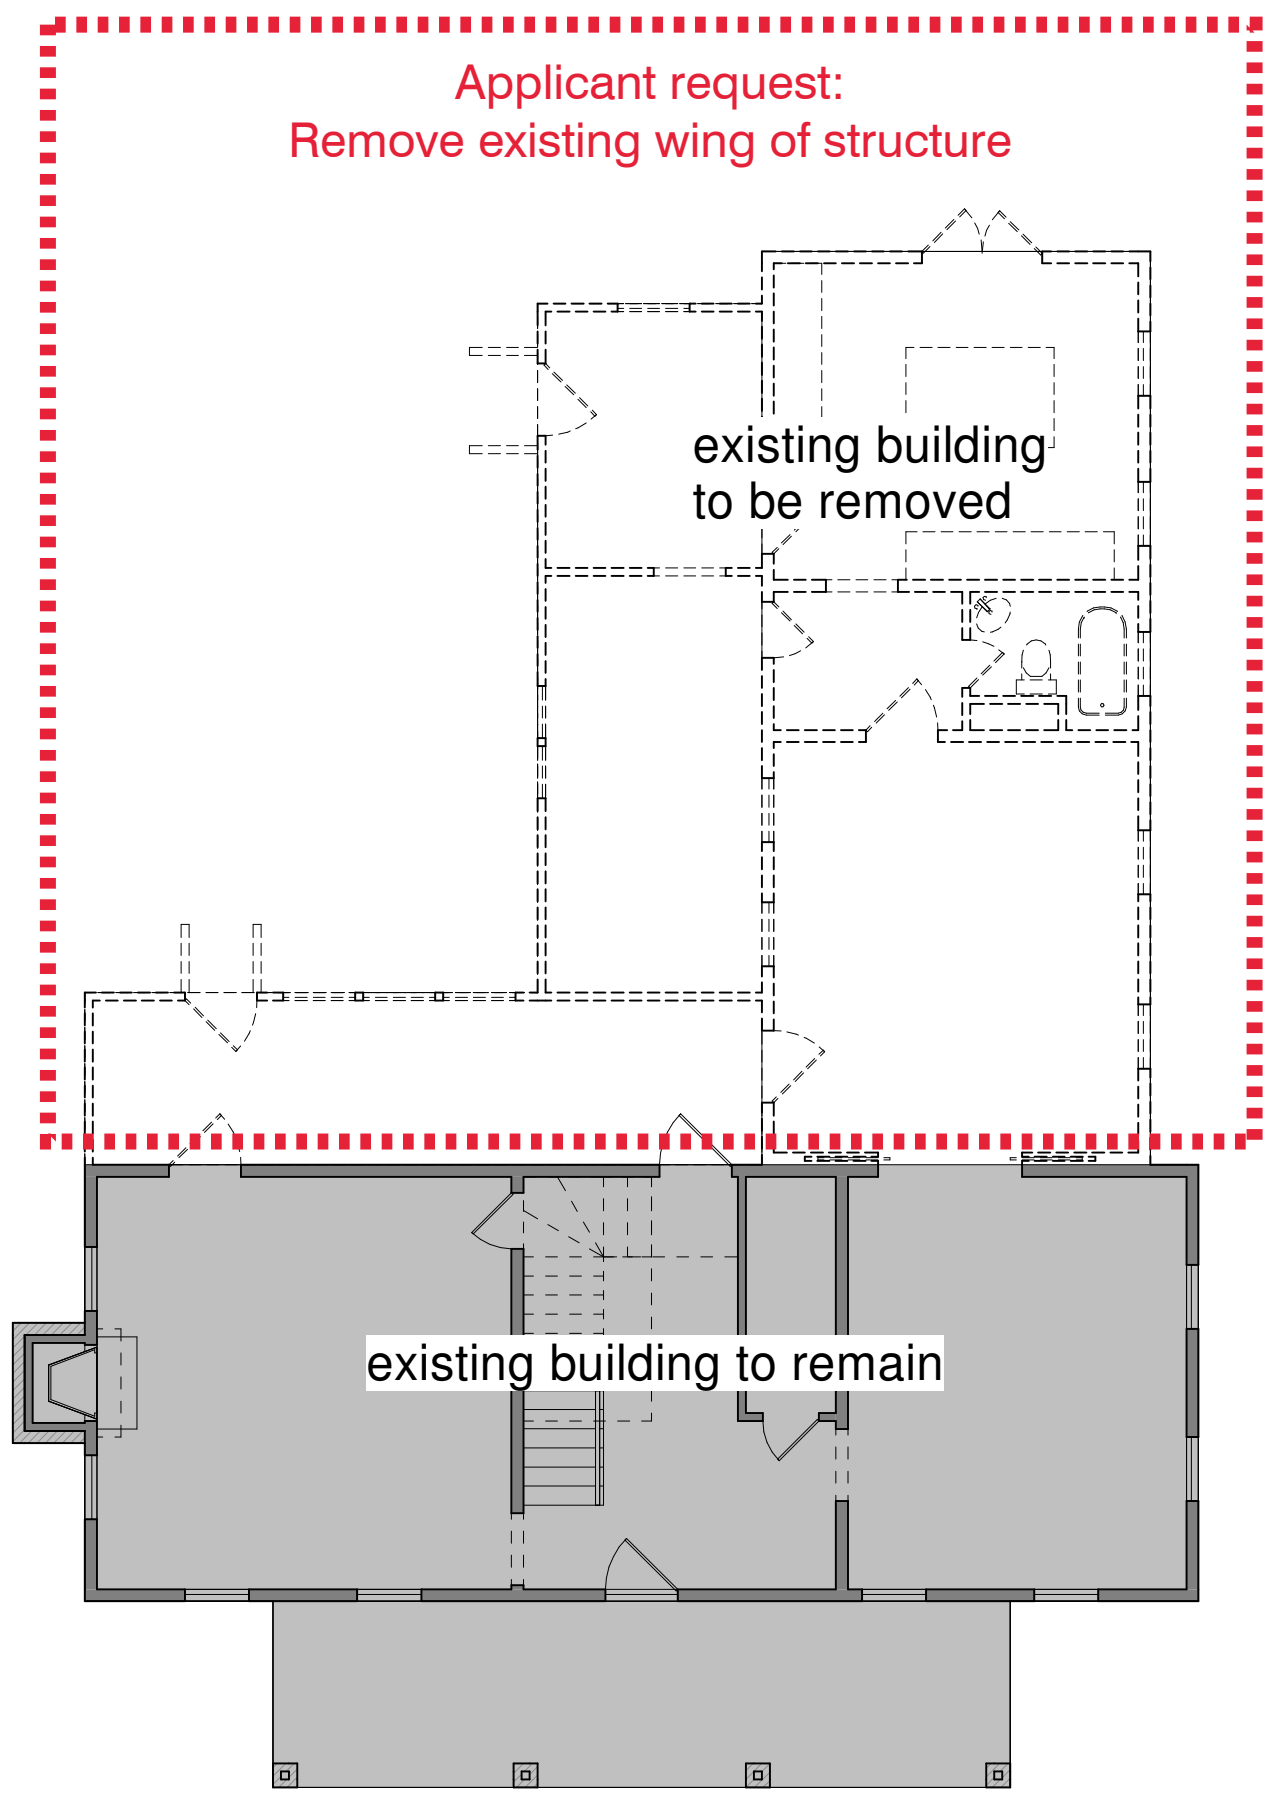 Applicant request:
Remove existing wing of structure
existing building
to be removed
existing building to remain